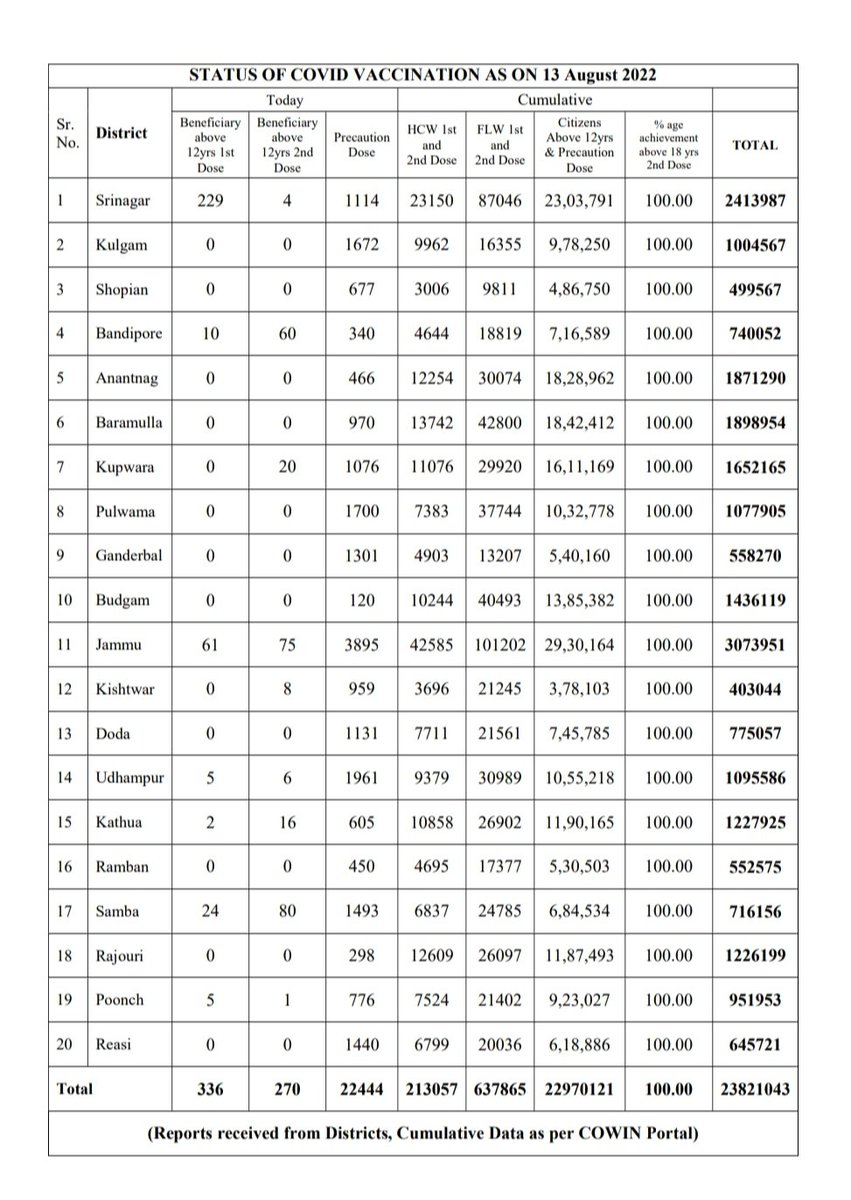 STATUS OF COVID VACCINATION AS ON 13 August 2022
Sr. No. District Today Cumulative
Beneficiary above 12yrs 1st Dose Beneficiary above 12yrs 2nd Dose Precaution Dose HCW 1st and 2nd Dose FLW 1st and 2nd Dose Citizens Above 12yrs & Precaution Dose % age achievement above 18 yrs 2nd Dose TOTAL
1 Srinagar 229 4 1114 23150 87046 23,03,791 100.00 2413987
2 Kulgam 0 0 1672 9962 16355 9,78,250 100.00 1004567
3 Shopian 0 0 677 3006 9811 4,86,750 100.00 499567
4 Bandipore 10 60 340 4644 18819 7,16,589 100.00 740052
5 Anantnag 0 0 466 12254 30074 18,28,962 100.00 1871290
6 Baramulla 0 0 970 13742 42800 18,42,412 100.00 1898954
7 Kupwara 0 20 1076 11076 29920 16,11,169 100.00 1652165
8 Pulwama 0 0 1700 7383 37744 10,32,778 100.00 1077905
9 Ganderbal 0 0 1301 4903 13207 5,40,160 100.00 558270
10 Budgam 0 0 120 10244 40493 13,85,382 100.00 1436119
11 Jammu 61 75 3895 42585 101202 29,30,164 100.00 3073951
12 Kishtwar 0 8 959 3696 21245 3,78,103 100.00 403044
13 Doda 0 0 1131 7711 21561 7,45,785 100.00 775057
14 Udhampur 5 6 1961 9379 30989 10,55,218 100.00 1095586
15 Kathua 2 16 605 10858 26902 11,90,165 100.00 1227925
16 Ramban 0 0 450 4695 17377 5,30,503 100.00 552575
17 Samba 24 80 1493 6837 24785 6,84,534 100.00 716156
18 Rajouri 0 0 298 12609 26097 11,87,493 100.00 1226199
19 Poonch 5 1 776 7524 21402 9,23,027 100.00 951953
20 Reasi 0 0 1440 6799 20036 6,18,886 100.00 645721
Total 336 270 22444 213057 637865 22970121 100.00 23821043
(Reports received from Districts, Cumulative Data as per COWIN Portal)